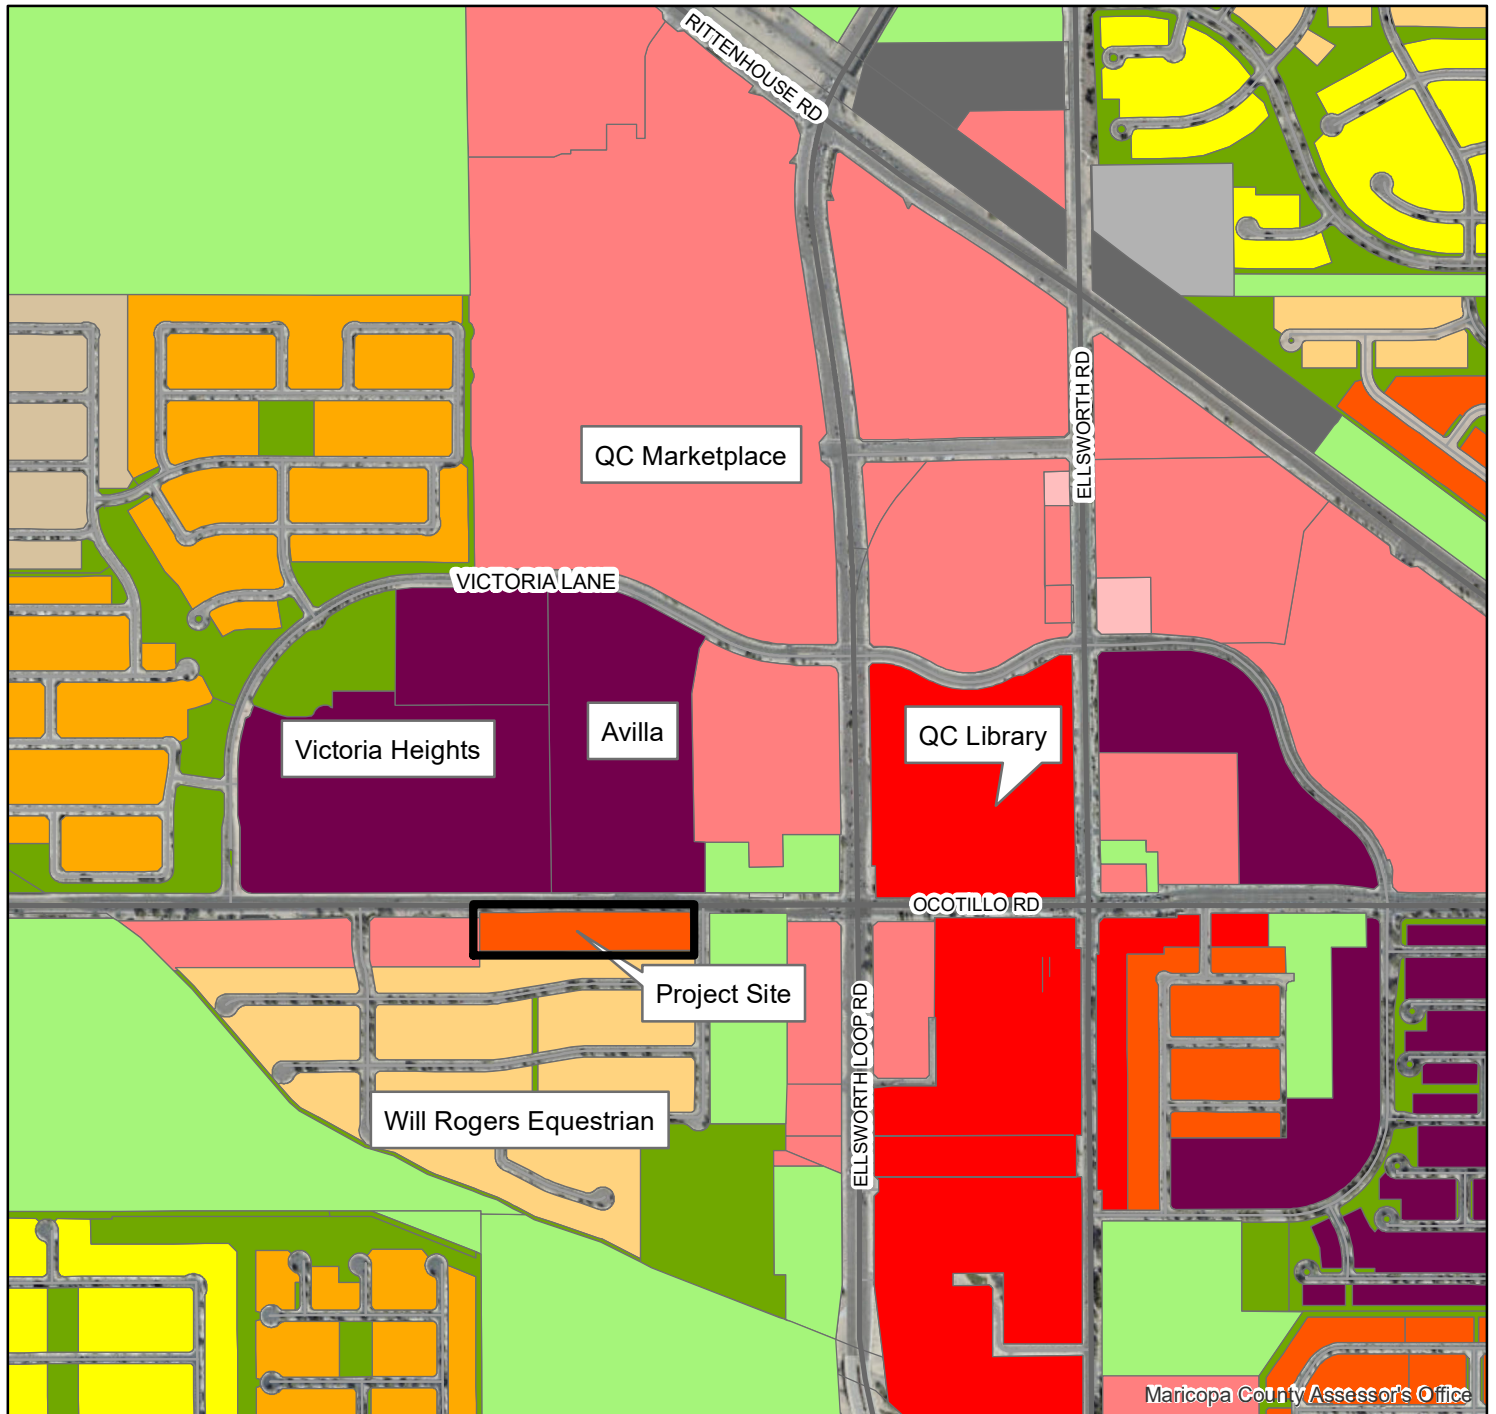 RITTENHOUSE RD
ELLSWORTH RD
QC Marketplace
VICTORIA LANE
Victoria Heights
Avilla
QC Library
OCOTILLO RD
Project Site
ELLSWORTH LOOP RD
Will Rogers Equestrian
Maricopa County Assessor's Office